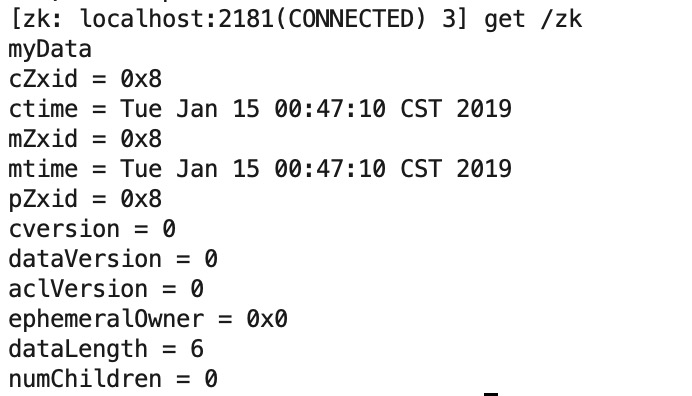 [zk: localhost:2181(CONNECTED) 3] get /zk
myData
cZxid = 0x8
ctime = Tue Jan 15 00:47:10 CST 2019
mZxid = 0x8
mtime = Tue Jan 15 00:47:10 CST 2019
pZxid = 0x8
cversion = 0
dataVersion = 0
aclVersion = 0
ephemeralOwner = 0x0
dataLength = 6
numChildren = 0